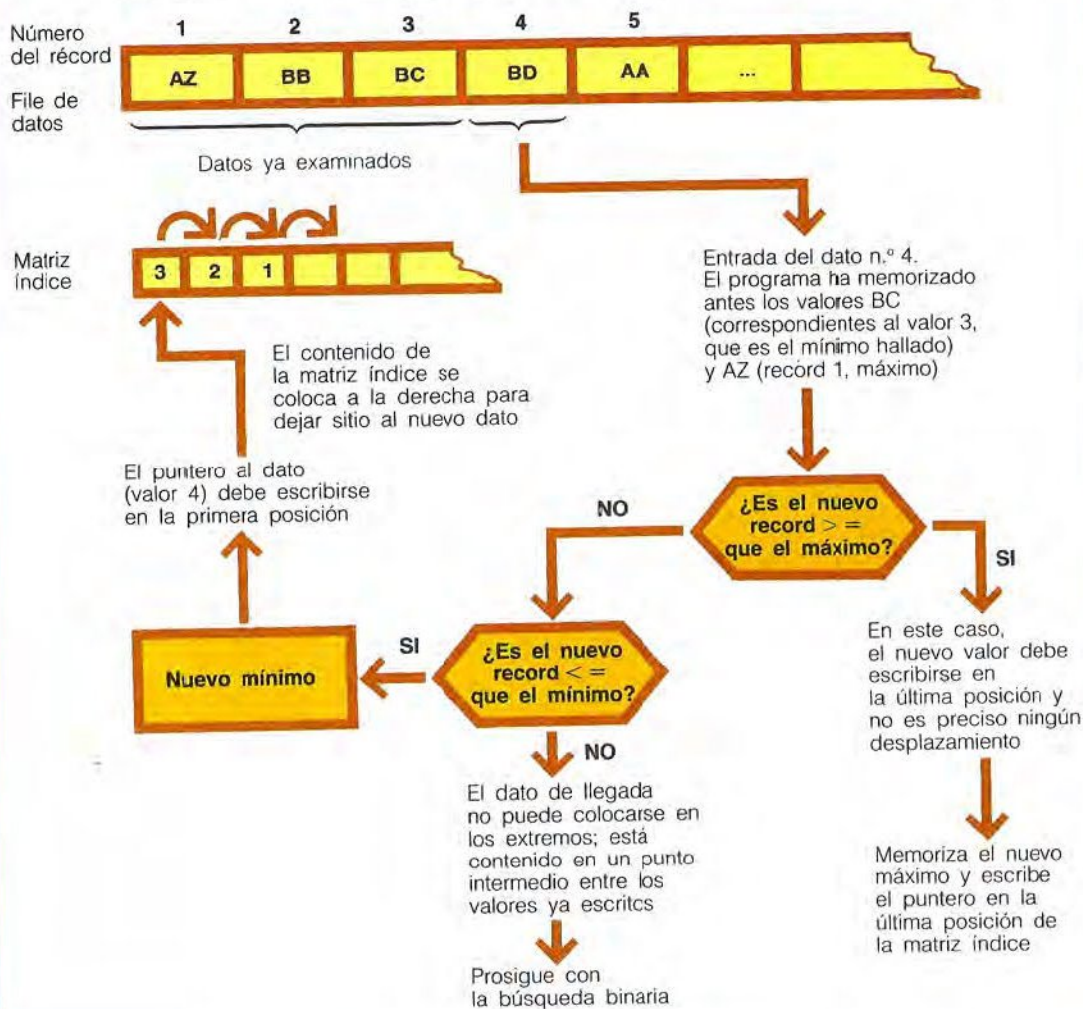 1 2 3 4 5
Número
del récord
AZ BB BC BD AA ...
File de
datos
Datos ya examinados
Matriz
índice
3 2 1
Entrada del dato n.º 4.
El programa ha memorizado
antes los valores BC
(correspondientes al valor 3,
que es el mínimo hallado)
y AZ (record 1, máximo)
El contenido de
la matriz índice se
coloca a la derecha para
dejar sitio al nuevo dato
El puntero al dato
(valor 4) debe escribirse
en la primera posición
¿Es el nuevo
record > =
que el máximo?
NO
SI
¿Es el nuevo
record < =
que el mínimo?
SI
Nuevo mínimo
NO
En este caso,
el nuevo valor debe
escribirse en
la última posición y
no es preciso ningún
desplazamiento
El dato de llegada
no puede colocarse en
los extremos; está
contenido en un punto
intermedio entre los
valores ya escritcs
Memoriza el nuevo
máximo y escribe
el puntero en la
última posición de
la matriz índice
Prosigue con
la búsqueda binaria